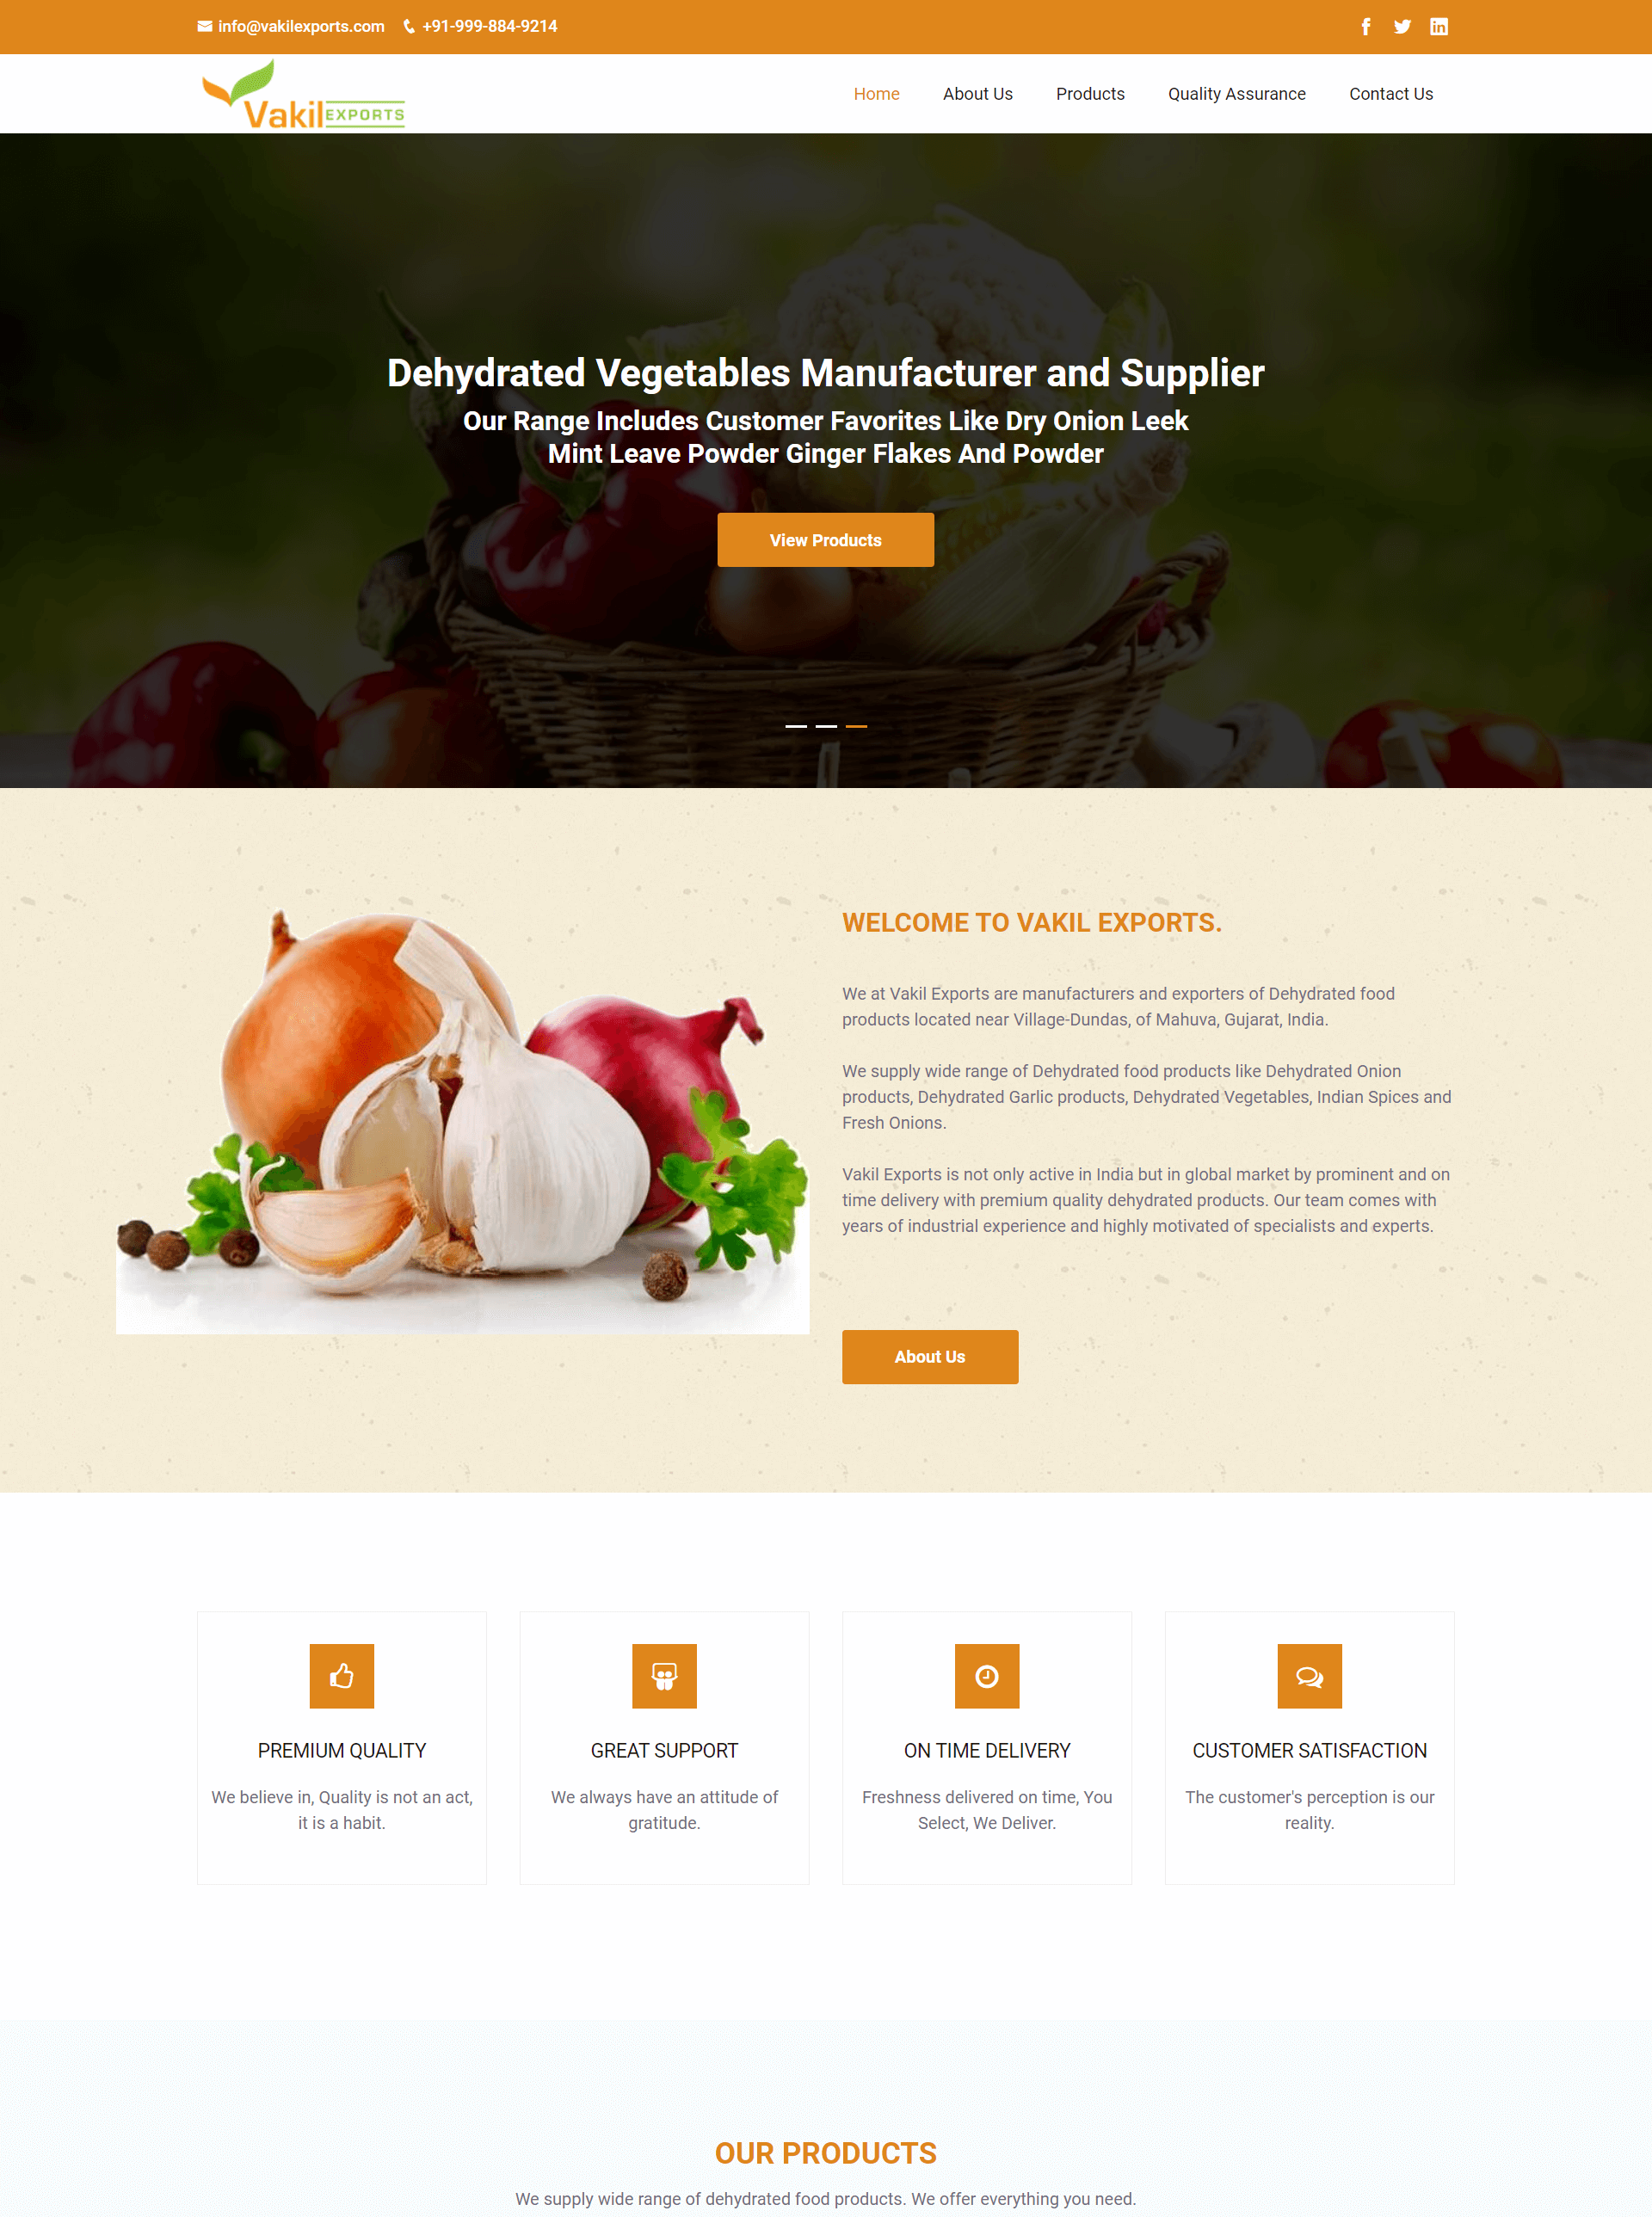 info@vakilexports.com +91-999-884-9214
Vakil EXPORTS
Home About Us Products Quality Assurance Contact Us
Dehydrated Vegetables Manufacturer and Supplier
Our Range Includes Customer Favorites Like Dry Onion Leek
Mint Leave Powder Ginger Flakes And Powder
View Products
WELCOME TO VAKIL EXPORTS.
We at Vakil Exports are manufacturers and exporters of Dehydrated food
products located near Village-Dundas, of Mahuva, Gujarat, India.
We supply wide range of Dehydrated food products like Dehydrated Onion
products, Dehydrated Garlic products, Dehydrated Vegetables, Indian Spices and
Fresh Onions.
Vakil Exports is not only active in India but in global market by prominent and on
time delivery with premium quality dehydrated products. Our team comes with
years of industrial experience and highly motivated of specialists and experts.
About Us
PREMIUM QUALITY
We believe in, Quality is not an act,
it is a habit.
GREAT SUPPORT
We always have an attitude of
gratitude.
ON TIME DELIVERY
Freshness delivered on time, You
Select, We Deliver.
CUSTOMER SATISFACTION
The customer's perception is our
reality.
OUR PRODUCTS
We supply wide range of dehydrated food products. We offer everything you need.